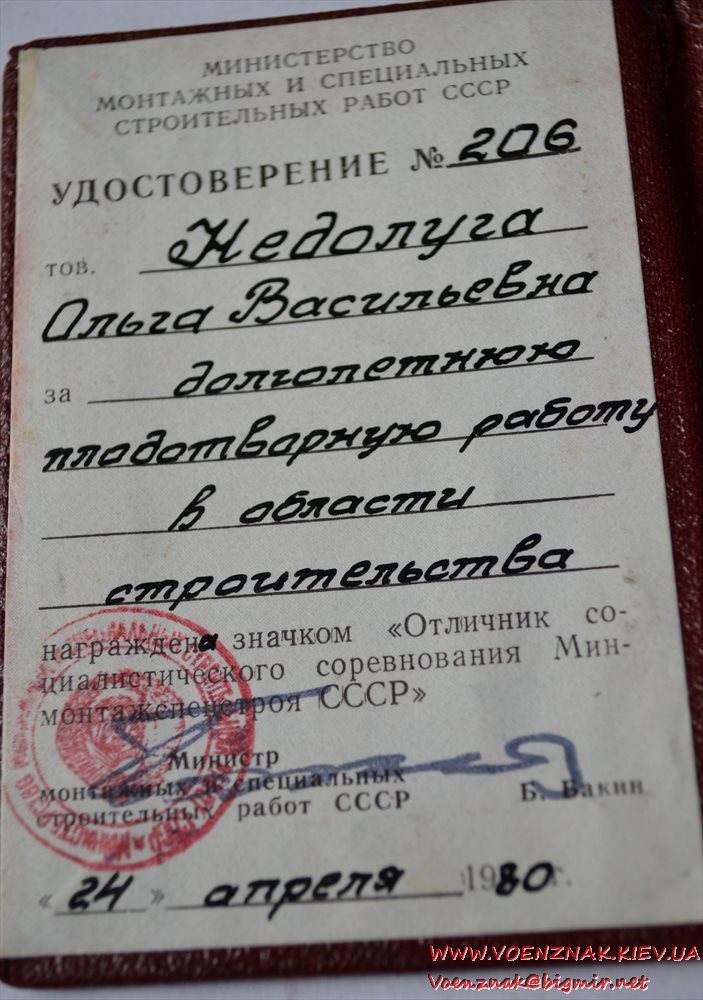 МИНИСТЕРСТВО
МОНТАЖНЫХ И СПЕЦИАЛЬНЫХ
СТРОИТЕЛЬНЫХ РАБОТ СССР
УДОСТОВЕРЕНИЕ № 206
тов. Недолуга
Ольга Васильевна
за долголетнюю
плодотварную работу
в области
строительства
награждена значком «Отличник со-
циалистического соревнования Мин-
монтажспецстроя СССР»
Министр
монтажных и специальных
строительных работ СССР Б. Бакин
«24» апреля 1980 г.
WWW.VOENZNAK.KIEV.UA
Voenznak@bigmir.net